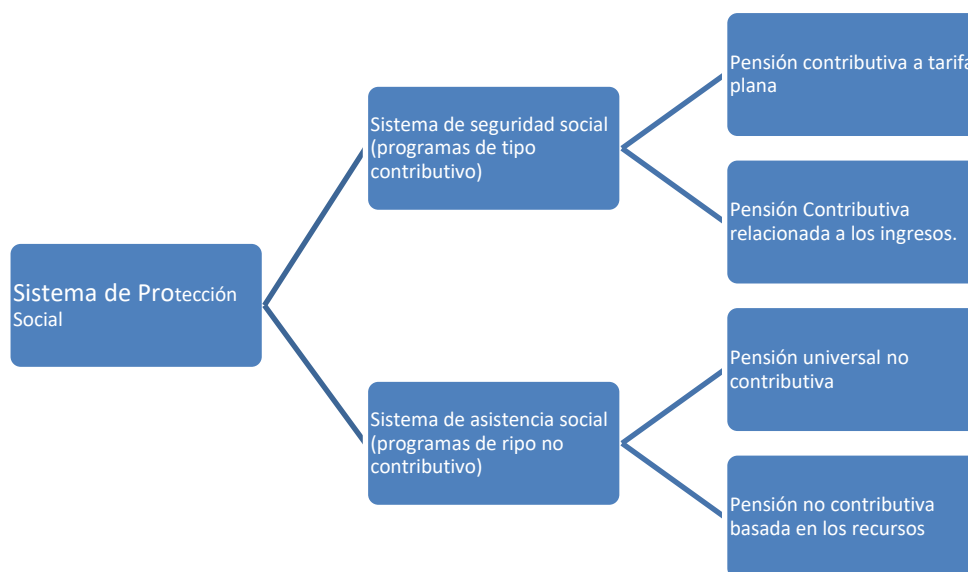 Sistema de Protección
Social
Sistema de seguridad social
(programas de tipo
contributivo)
Sistema de asistencia social
(programas de ripo no
contributivo)
Pensión contributiva a tarifa
plana
Pensión Contributiva
relacionada a los ingresos.
Pensión universal no
contributiva
Pensión no contributiva
basada en los recursos